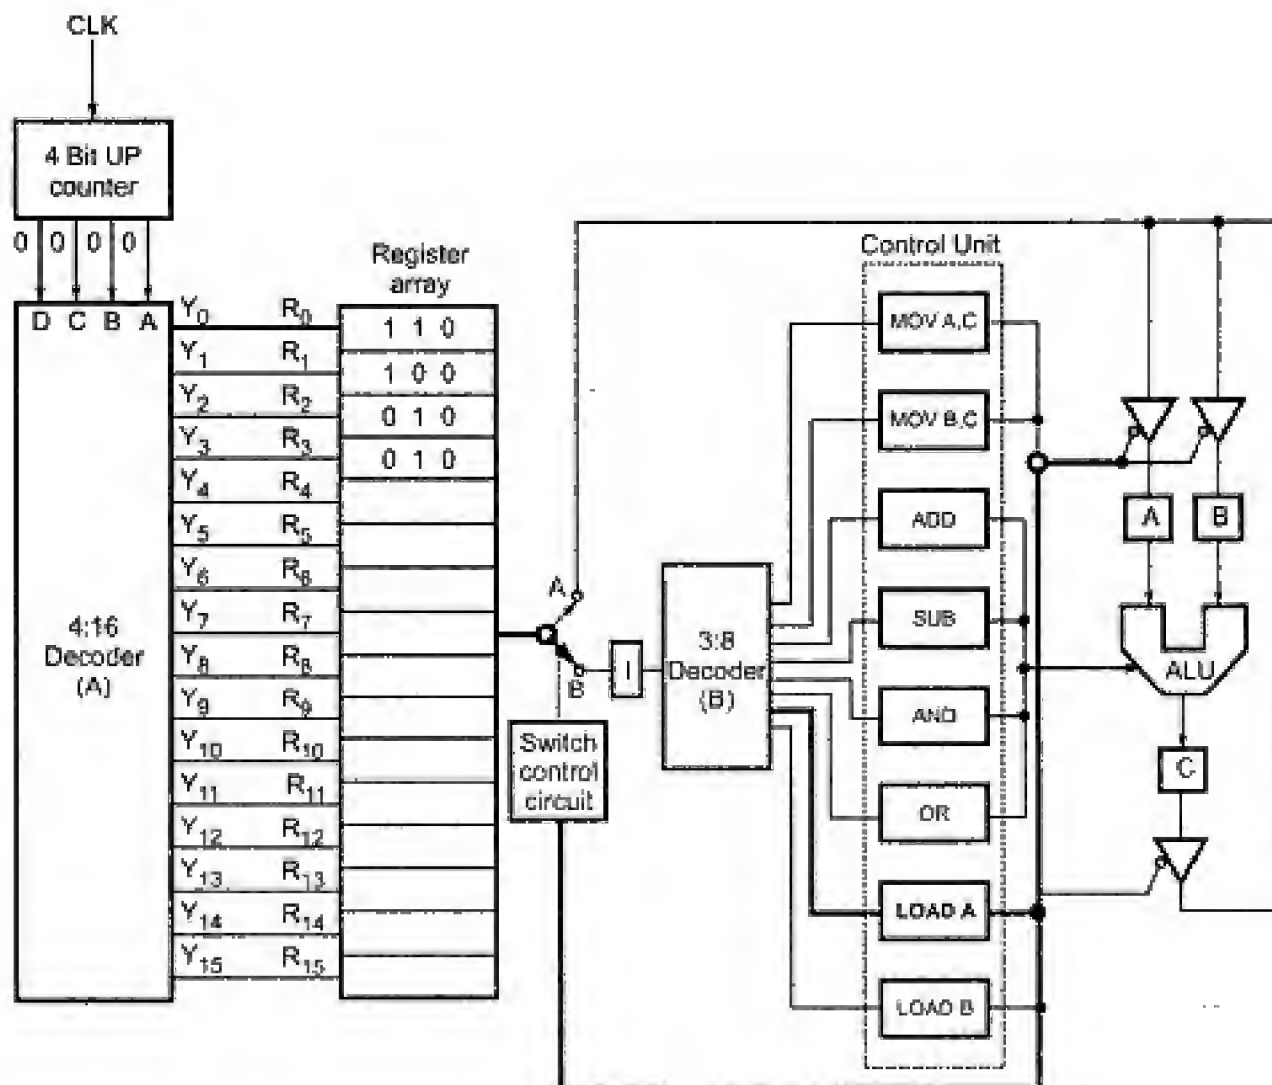 CLK
4 Bit UP
counter
0 0 0 0
D C B A
4:16
Decoder
(A)
Register
array
Y0 R0 1 1 0
Y1 R1 1 0 0
Y2 R2 0 1 0
Y3 R3 0 1 0
Y4 R4
Y5 R5
Y6 R6
Y7 R7
Y8 R8
Y9 R9
Y10 R10
Y11 R11
Y12 R12
Y13 R13
Y14 R14
Y15 R15
A
B
Switch
control
circuit
I
3:8
Decoder
(B)
Control Unit
MOV A,C
MOV B,C
ADD
SUB
AND
OR
LOAD A
LOAD B
A
B
ALU
C